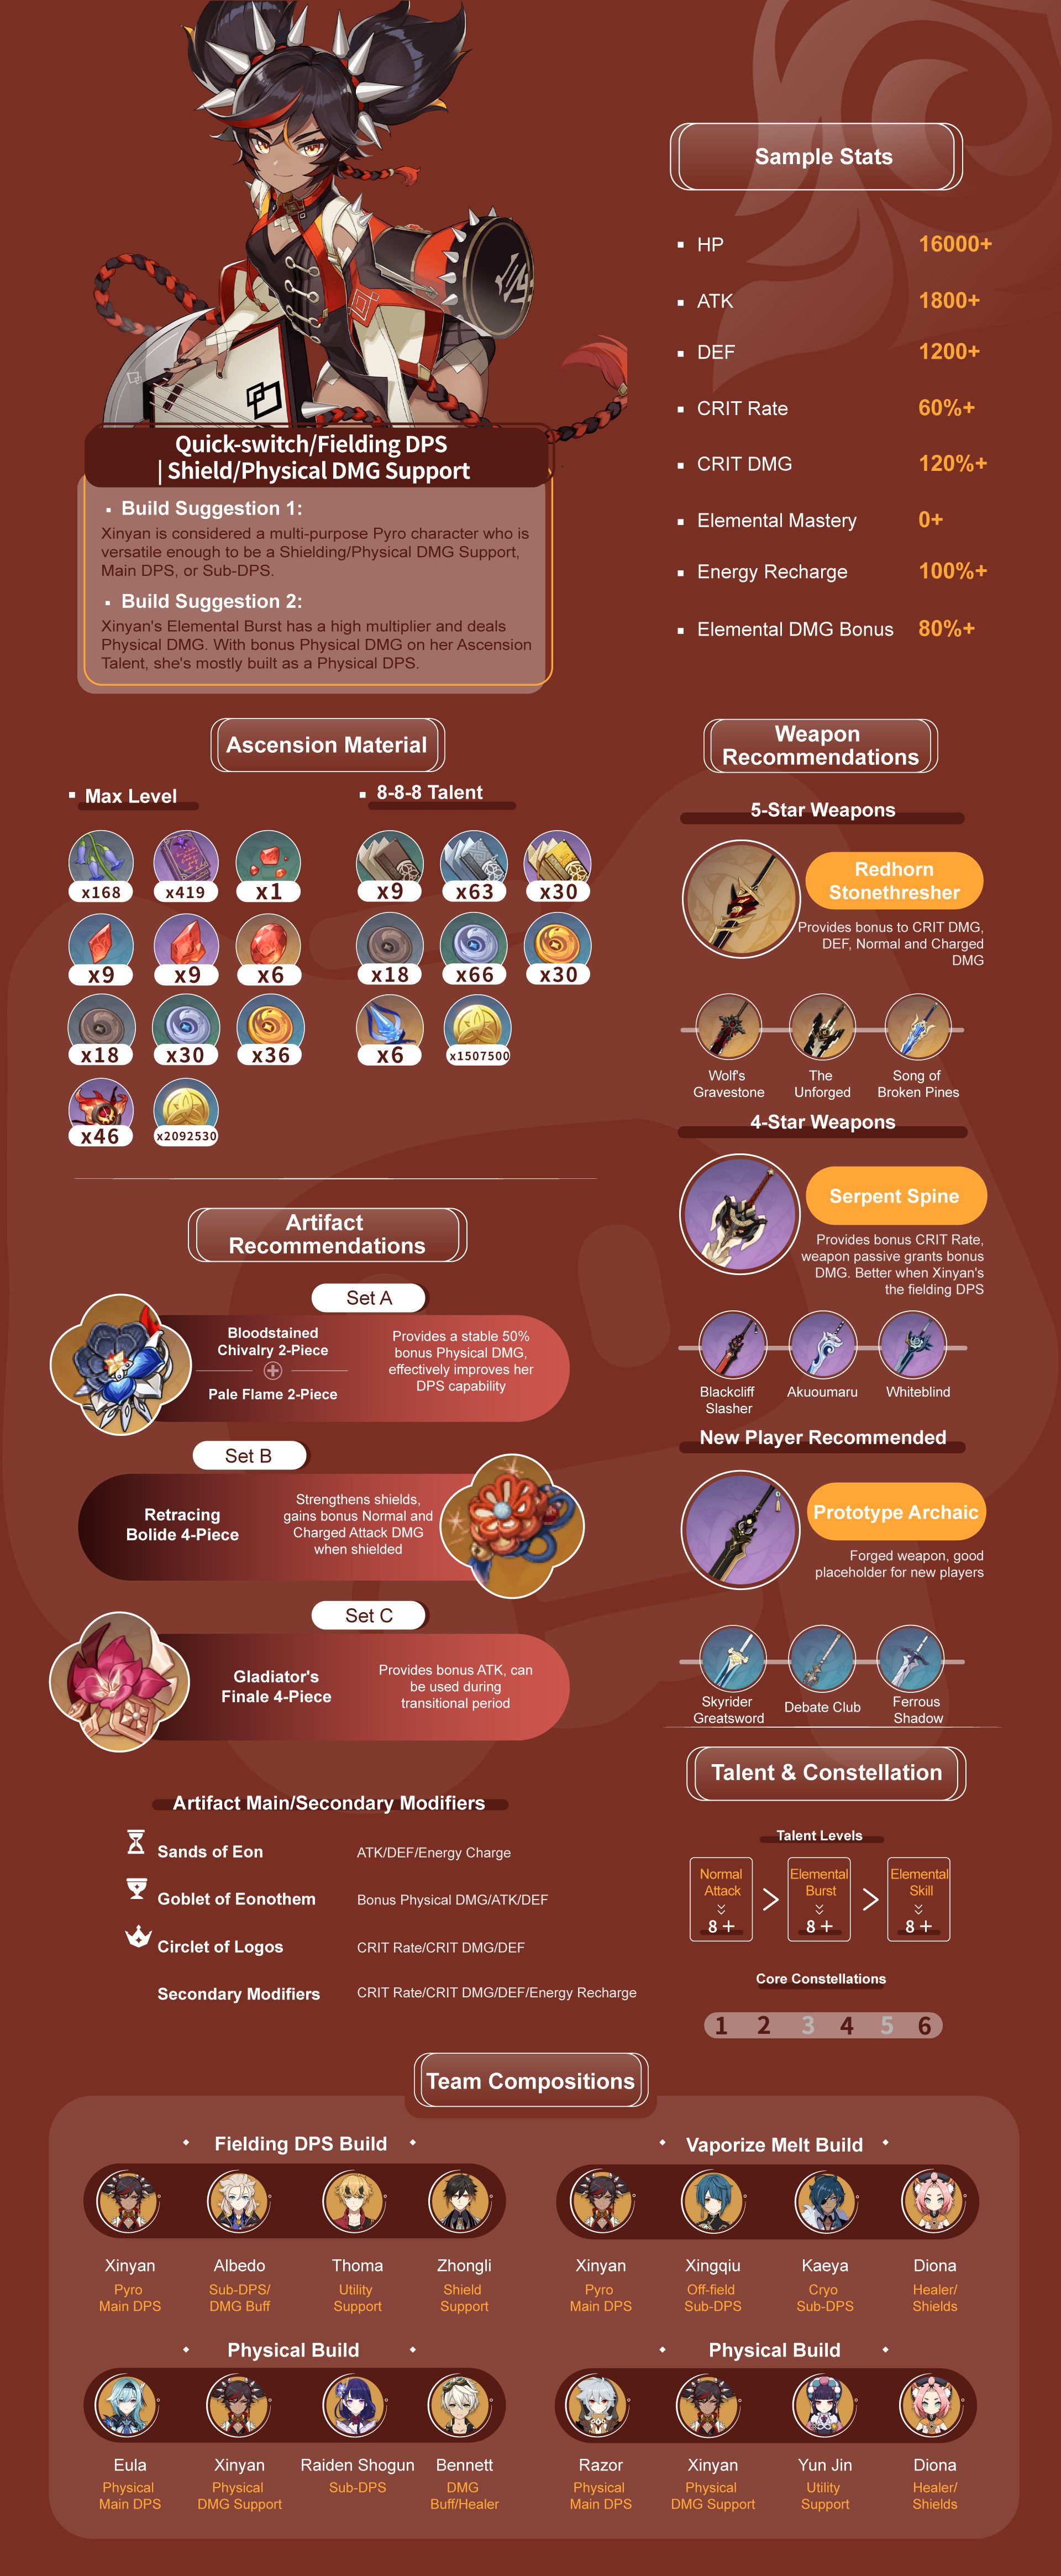 Sample Stats
HP 16000+
ATK 1800+
DEF 1200+
CRIT Rate 60%+
CRIT DMG 120%+
Elemental Mastery 0+
Energy Recharge 100%+
Elemental DMG Bonus 80%+
Quick-switch/Fielding DPS
| Shield/Physical DMG Support
Build Suggestion 1:
Xinyan is considered a multi-purpose Pyro character who is
versatile enough to be a Shielding/Physical DMG Support,
Main DPS, or Sub-DPS.
Build Suggestion 2:
Xinyan's Elemental Burst has a high multiplier and deals
Physical DMG. With bonus Physical DMG on her Ascension
Talent, she's mostly built as a Physical DPS.
Ascension Material
Max Level
x168 x419 x1
x9 x9 x6
x18 x30 x36
x46 x2092530
8-8-8 Talent
x9 x63 x30
x18 x66 x30
x6 x1507500
Weapon
Recommendations
5-Star Weapons
Redhorn
Stonethresher
Provides bonus to CRIT DMG,
DEF, Normal and Charged
DMG
Wolf's
Gravestone
The
Unforged
Song of
Broken Pines
4-Star Weapons
Serpent Spine
Provides bonus CRIT Rate,
weapon passive grants bonus
DMG. Better when Xinyan's
the fielding DPS
Blackcliff
Slasher
Akuoumaru
Whiteblind
New Player Recommended
Prototype Archaic
Forged weapon, good
placeholder for new players
Skyrider
Greatsword
Debate Club
Ferrous
Shadow
Artifact
Recommendations
Set A
Bloodstained
Chivalry 2-Piece
Pale Flame 2-Piece
Provides a stable 50%
bonus Physical DMG,
effectively improves her
DPS capability
Set B
Retracing
Bolide 4-Piece
Strengthens shields,
gains bonus Normal and
Charged Attack DMG
when shielded
Set C
Gladiator's
Finale 4-Piece
Provides bonus ATK, can
be used during
transitional period
Artifact Main/Secondary Modifiers
Sands of Eon ATK/DEF/Energy Charge
Goblet of Eonothem Bonus Physical DMG/ATK/DEF
Circlet of Logos CRIT Rate/CRIT DMG/DEF
Secondary Modifiers CRIT Rate/CRIT DMG/DEF/Energy Recharge
Talent & Constellation
Talent Levels
Normal
Attack
8 +
Elemental
Burst
8 +
Elemental
Skill
8 +
Core Constellations
1 2 3 4 5 6
Team Compositions
Fielding DPS Build
Xinyan Albedo Thoma Zhongli
Pyro Sub-DPS/ Utility Shield
Main DPS DMG Buff Support Support
Vaporize Melt Build
Xinyan Xingqiu Kaeya Diona
Pyro Off-field Cryo Healer/
Main DPS Sub-DPS Sub-DPS Shields
Physical Build
Eula Xinyan Raiden Shogun Bennett
Physical Physical Sub-DPS DMG
Main DPS DMG Support Buff/Healer
Physical Build
Razor Xinyan Yun Jin Diona
Physical Physical Utility Healer/
Main DPS DMG Support Support Shields